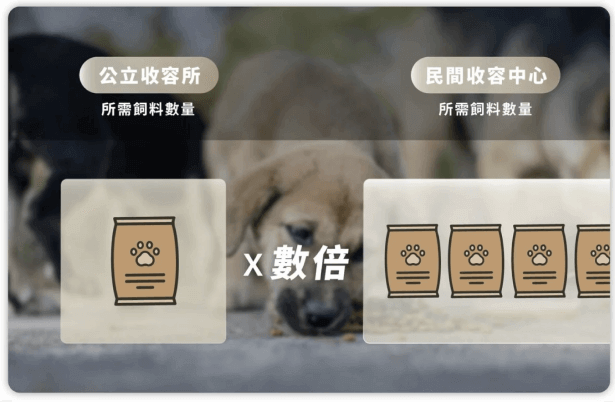 公立收容所
所需飼料數量
民間收容中心
所需飼料數量
x 數倍